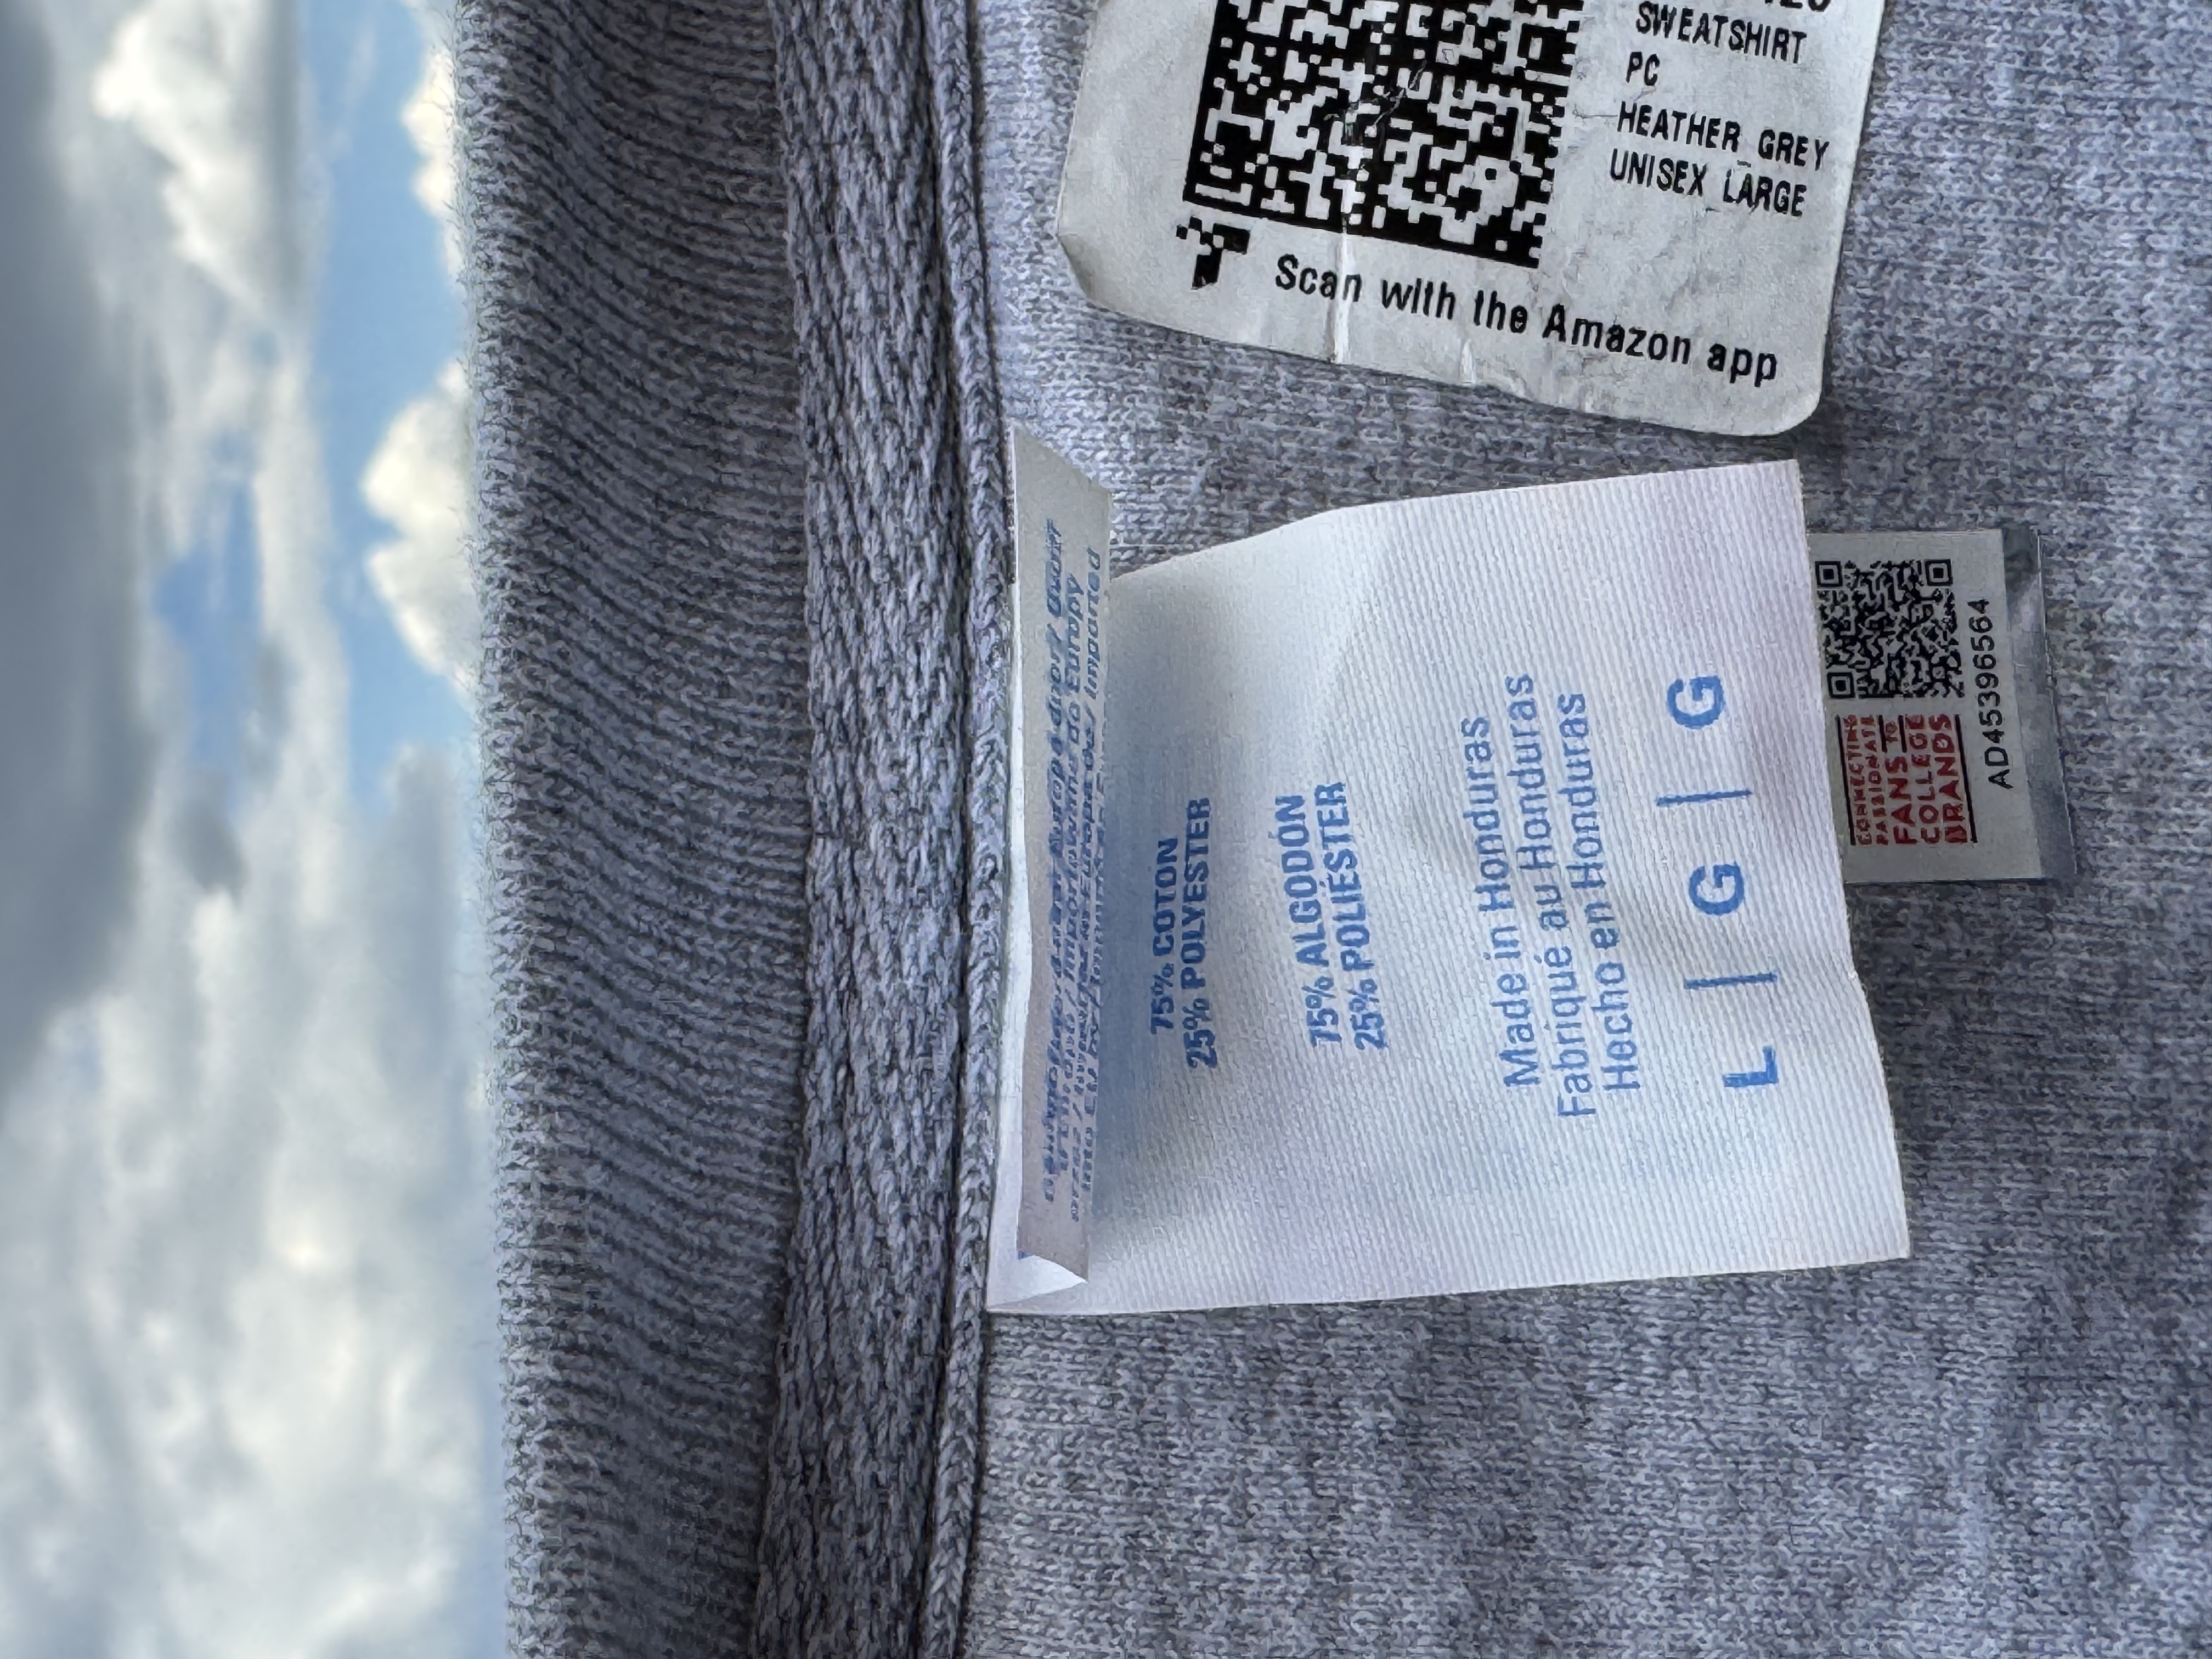 SWEATSHIRT
PC
HEATHER GREY
UNISEX LARGE
Scan with the Amazon app
75% COTON
25% POLYESTER
75% ALGODÓN
25% POLIÉSTER
Made in Honduras
Fabriqué au Honduras
Hecho en Honduras
L | G | G
CONNECTING
PASSIONATE
FANS TO
COLLEGE
BRANDS
AD45396564